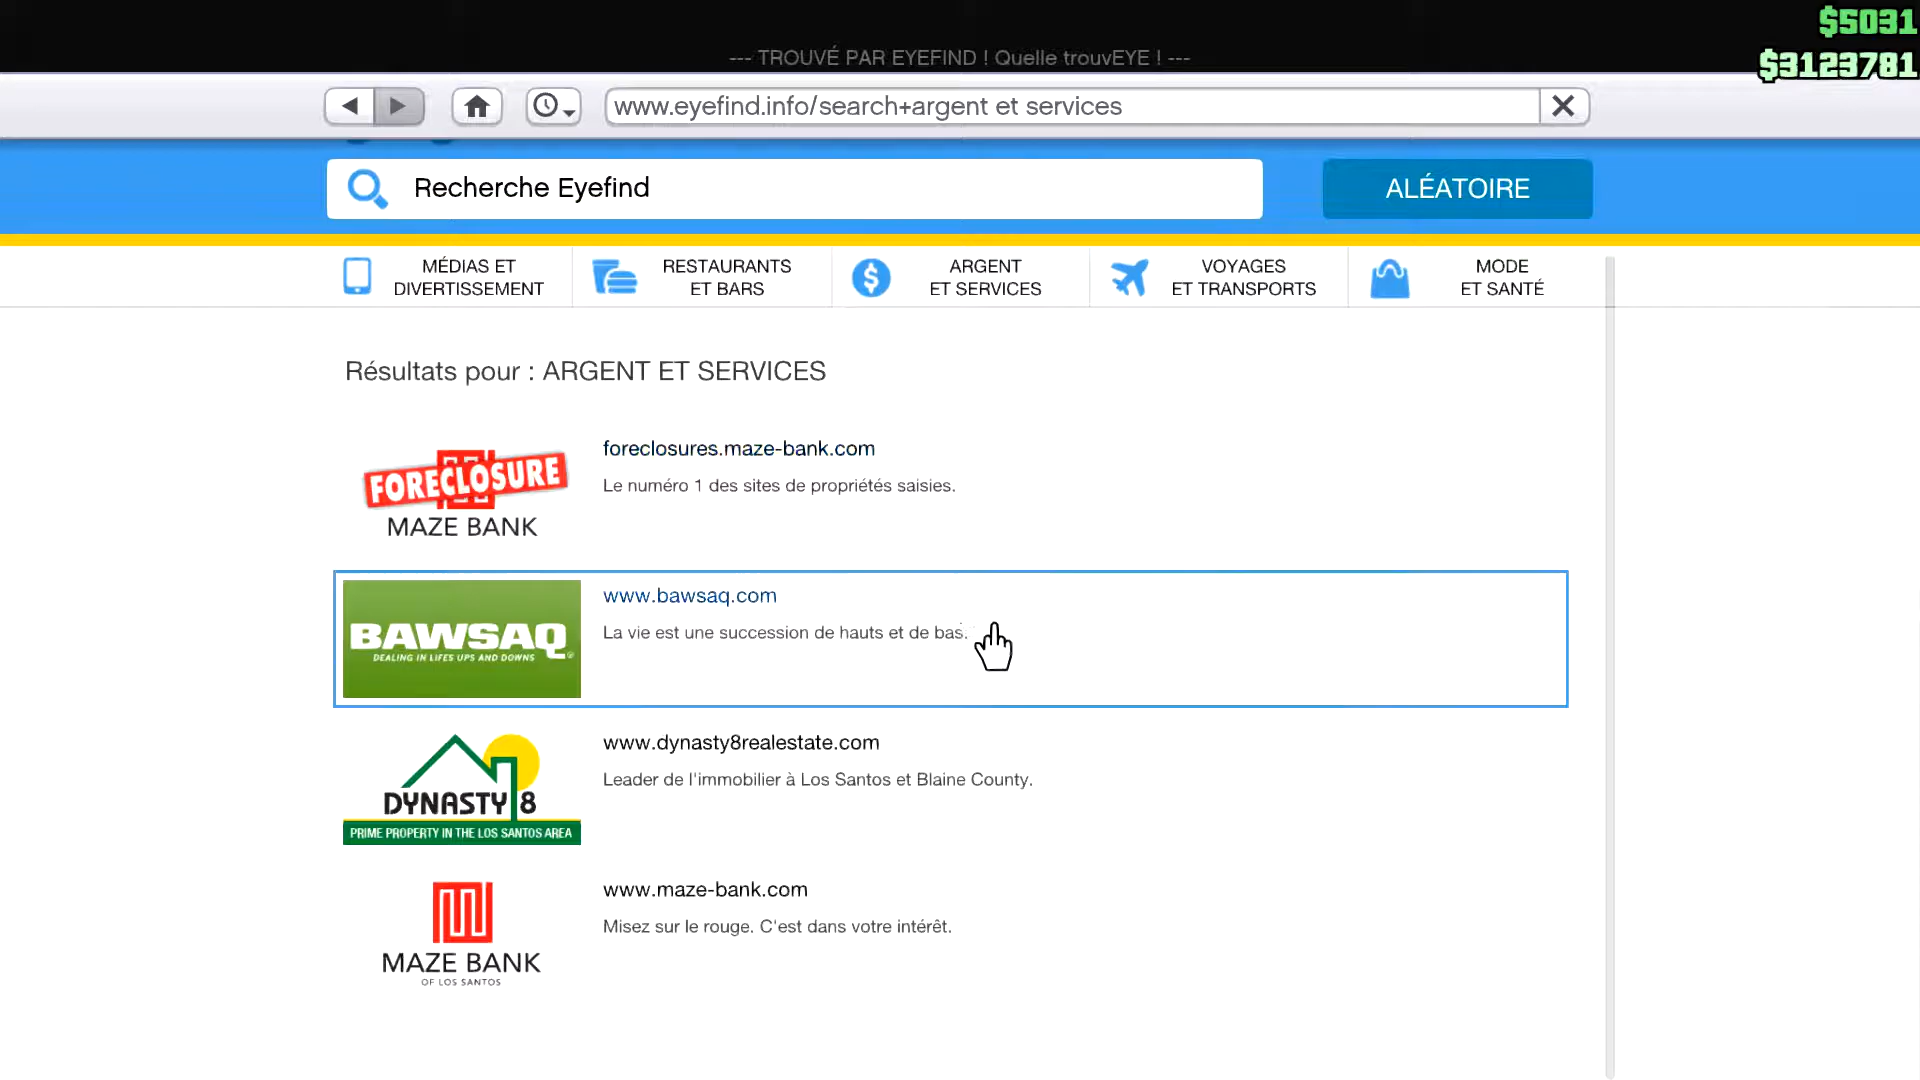 $5031
--- TROUVÉ PAR EYEFIND ! Quelle trouvEYE ! ---
$3123781
www.eyefind.info/search+argent et services
Recherche Eyefind
ALÉATOIRE
MÉDIAS ET
DIVERTISSEMENT
RESTAURANTS
ET BARS
ARGENT
ET SERVICES
VOYAGES
ET TRANSPORTS
MODE
ET SANTÉ
Résultats pour : ARGENT ET SERVICES
FORECLOSURE
MAZE BANK
foreclosures.maze-bank.com
Le numéro 1 des sites de propriétés saisies.
BAWSAQ
DEALING IN LIFES UPS AND DOWNS
www.bawsaq.com
La vie est une succession de hauts et de bas.
DYNASTY 8
PRIME PROPERTY IN THE LOS SANTOS AREA
www.dynasty8realestate.com
Leader de l'immobilier à Los Santos et Blaine County.
MAZE BANK
OF LOS SANTOS
www.maze-bank.com
Misez sur le rouge. C'est dans votre intérêt.